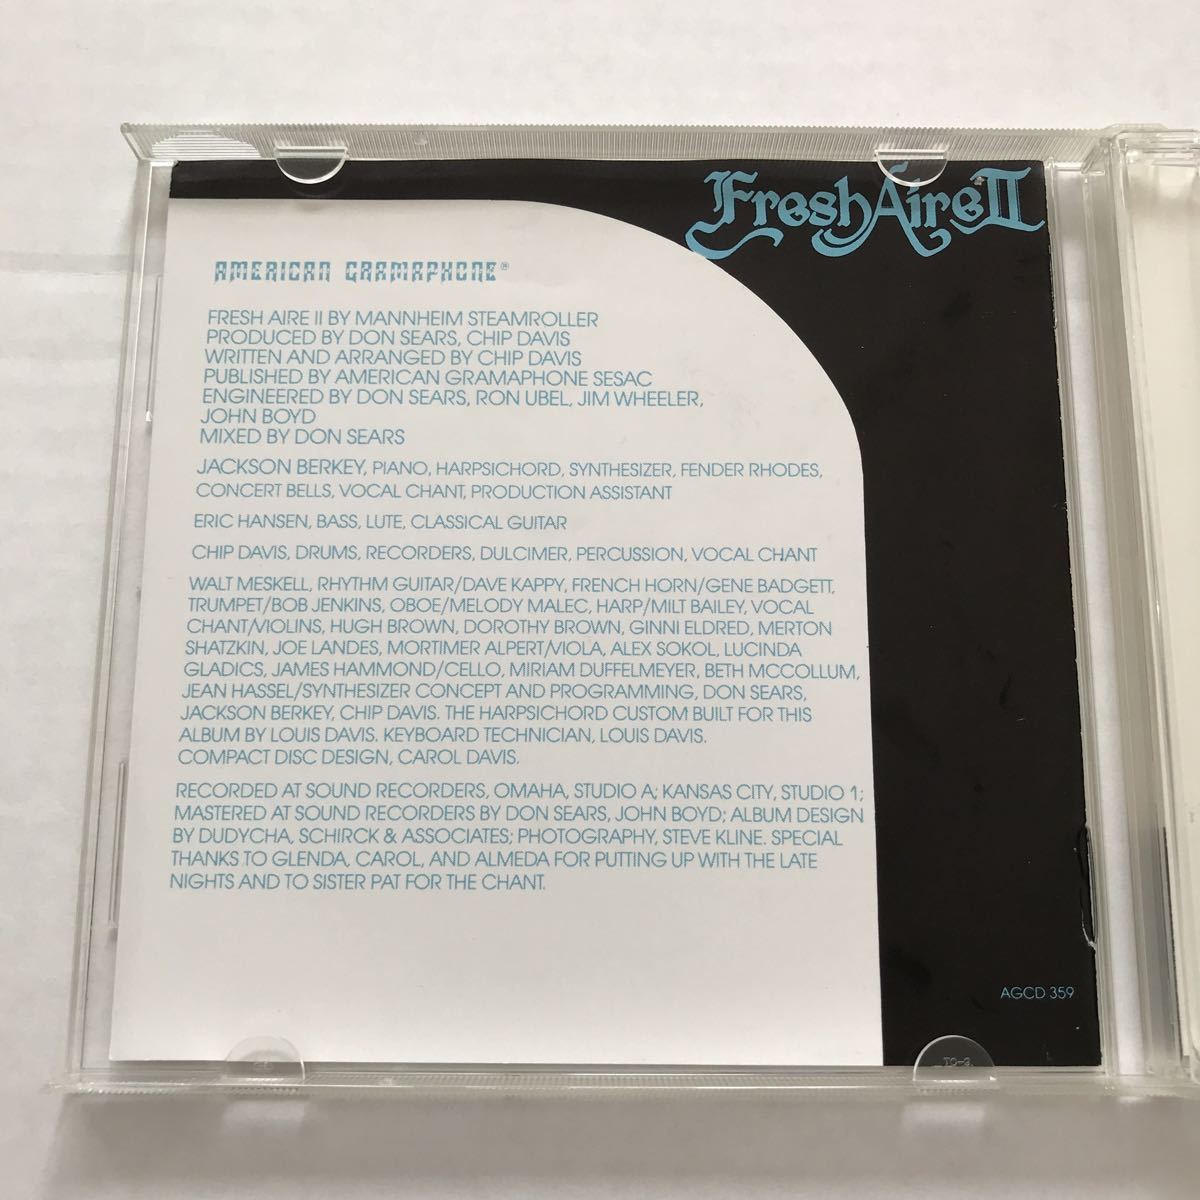 Fresh Aire II
AMERICAN GRAMAPHONE®
FRESH AIRE II BY MANNHEIM STEAMROLLER
PRODUCED BY DON SEARS, CHIP DAVIS
WRITTEN AND ARRANGED BY CHIP DAVIS
PUBLISHED BY AMERICAN GRAMAPHONE SESAC
ENGINEERED BY DON SEARS, RON UBEL, JIM WHEELER,
JOHN BOYD
MIXED BY DON SEARS
JACKSON BERKEY, PIANO, HARPSICHORD, SYNTHESIZER, FENDER RHODES,
CONCERT BELLS, VOCAL CHANT, PRODUCTION ASSISTANT
ERIC HANSEN, BASS, LUTE, CLASSICAL GUITAR
CHIP DAVIS, DRUMS, RECORDERS, DULCIMER, PERCUSSION, VOCAL CHANT
WALT MESKELL, RHYTHM GUITAR/DAVE KAPPY, FRENCH HORN/GENE BADGETT,
TRUMPET/BOB JENKINS, OBOE/MELODY MALEC, HARP/MILT BAILEY, VOCAL
CHANT/VIOLINS, HUGH BROWN, DOROTHY BROWN, GINNI ELDRED, MERTON
SHATZKIN, JOE LANDES, MORTIMER ALPERT/VIOLA, ALEX SOKOL, LUCINDA
GLADICS, JAMES HAMMOND/CELLO, MIRIAM DUFFELMEYER, BETH MCCOLLUM,
JEAN HASSEL/SYNTHESIZER CONCEPT AND PROGRAMMING, DON SEARS,
JACKSON BERKEY, CHIP DAVIS. THE HARPSICHORD CUSTOM BUILT FOR THIS
ALBUM BY LOUIS DAVIS. KEYBOARD TECHNICIAN, LOUIS DAVIS.
COMPACT DISC DESIGN, CAROL DAVIS.
RECORDED AT SOUND RECORDERS, OMAHA, STUDIO A; KANSAS CITY, STUDIO 1;
MASTERED AT SOUND RECORDERS BY DON SEARS, JOHN BOYD; ALBUM DESIGN
BY DUDYCHA, SCHIRCK & ASSOCIATES; PHOTOGRAPHY, STEVE KLINE. SPECIAL
THANKS TO GLENDA, CAROL, AND ALMEDA FOR PUTTING UP WITH THE LATE
NIGHTS AND TO SISTER PAT FOR THE CHANT.
AGCD 359